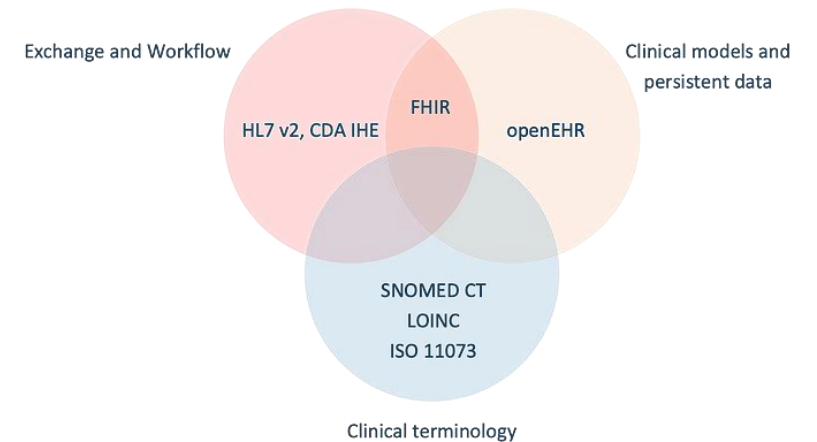 Exchange and Workflow
Clinical models and
persistent data
FHIR
HL7 v2, CDA IHE
openEHR
SNOMED CT
LOINC
ISO 11073
Clinical terminology